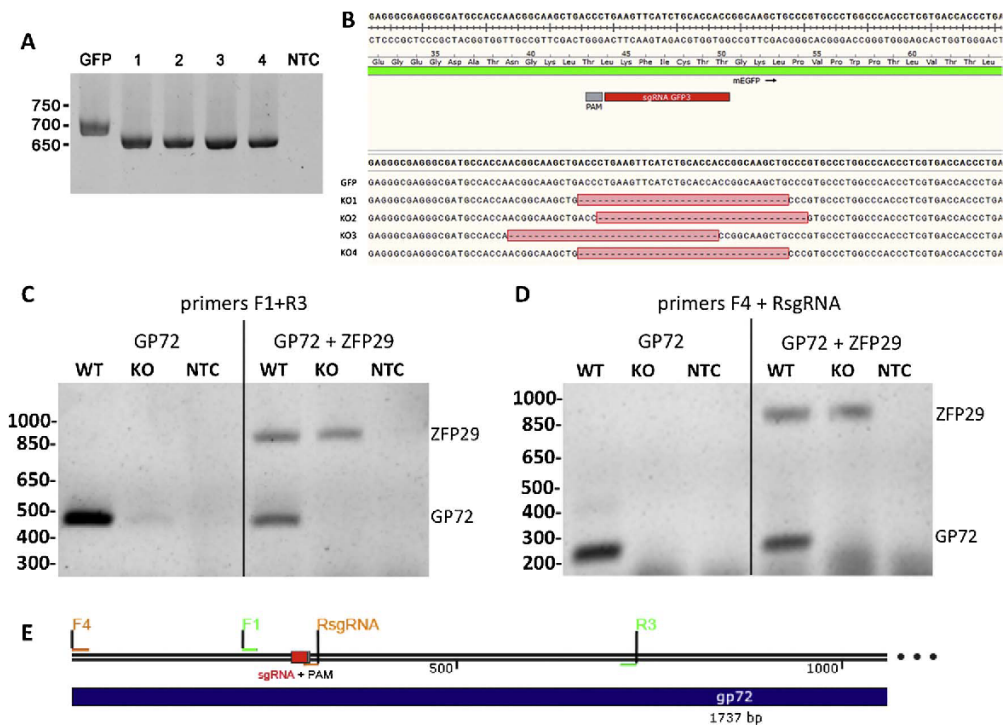 A
GFP 1 2 3 4 NTC
750-
700-
650-
B
GAGGGCGAGGGCGATGCCACCAACGGCAAGCTGACCCTGAAGTTCATCTGCACCACCGGCAAGCTGCCCGTGCCCTGGCCCACCCTCGTGACCACCCTGA
CTCCCGCTCCCGCTACGGTGGTTGCCGTTCGACTGGGACTTCAAGTAGACGTGGTGGCCGTTCGACGGGCACGGGACCGGGTGGGAGCACTGGTGGGACT
35 40 45 50 55 60
Glu Gly Glu Gly Asp Ala Thr Asn Gly Lys Leu Thr Leu Lys Phe Ile Cys Thr Thr Gly Lys Leu Pro Val Pro Trp Pro Thr Leu Val Thr Thr Leu
mEGFP
PAM sgRNA GFP3
GAGGGCGAGGGCGATGCCACCAACGGCAAGCTGACCCTGAAGTTCATCTGCACCACCGGCAAGCTGCCCGTGCCCTGGCCCACCCTCGTGACCACCCTGA
GFP GAGGGCGAGGGCGATGCCACCAACGGCAAGCTGACCCTGAAGTTCATCTGCACCACCGGCAAGCTGCCCGTGCCCTGGCCCACCCTCGTGACCACCCTGA
KO1 GAGGGCGAGGGCGATGCCACCAACGGCAAGCTG---------------------------------CCCGTGCCCTGGCCCACCCTCGTGACCACCCTGA
KO2 GAGGGCGAGGGCGATGCCACCAACGGCAAGCTGACC---------------------------------GTGCCCTGGCCCACCCTCGTGACCACCCTGA
KO3 GAGGGCGAGGGCGATGCCACCA---------------------------------CCGGCAAGCTGCCCGTGCCCTGGCCCACCCTCGTGACCACCCTGA
KO4 GAGGGCGAGGGCGATGCCACCAACGGCAAGCTG---------------------------------CCCGTGCCCTGGCCCACCCTCGTGACCACCCTGA
C
primers F1+R3
GP72 GP72 + ZFP29
WT KO NTC WT KO NTC
1000-
850-
650-
500-
400-
300-
ZFP29
GP72
D
primers F4 + RsgRNA
GP72 GP72 + ZFP29
WT KO NTC WT KO NTC
1000-
850-
650-
500-
400-
300-
200-
ZFP29
GP72
E
F4 F1 RsgRNA R3
sgRNA + PAM 500 1000
gp72
1737 bp